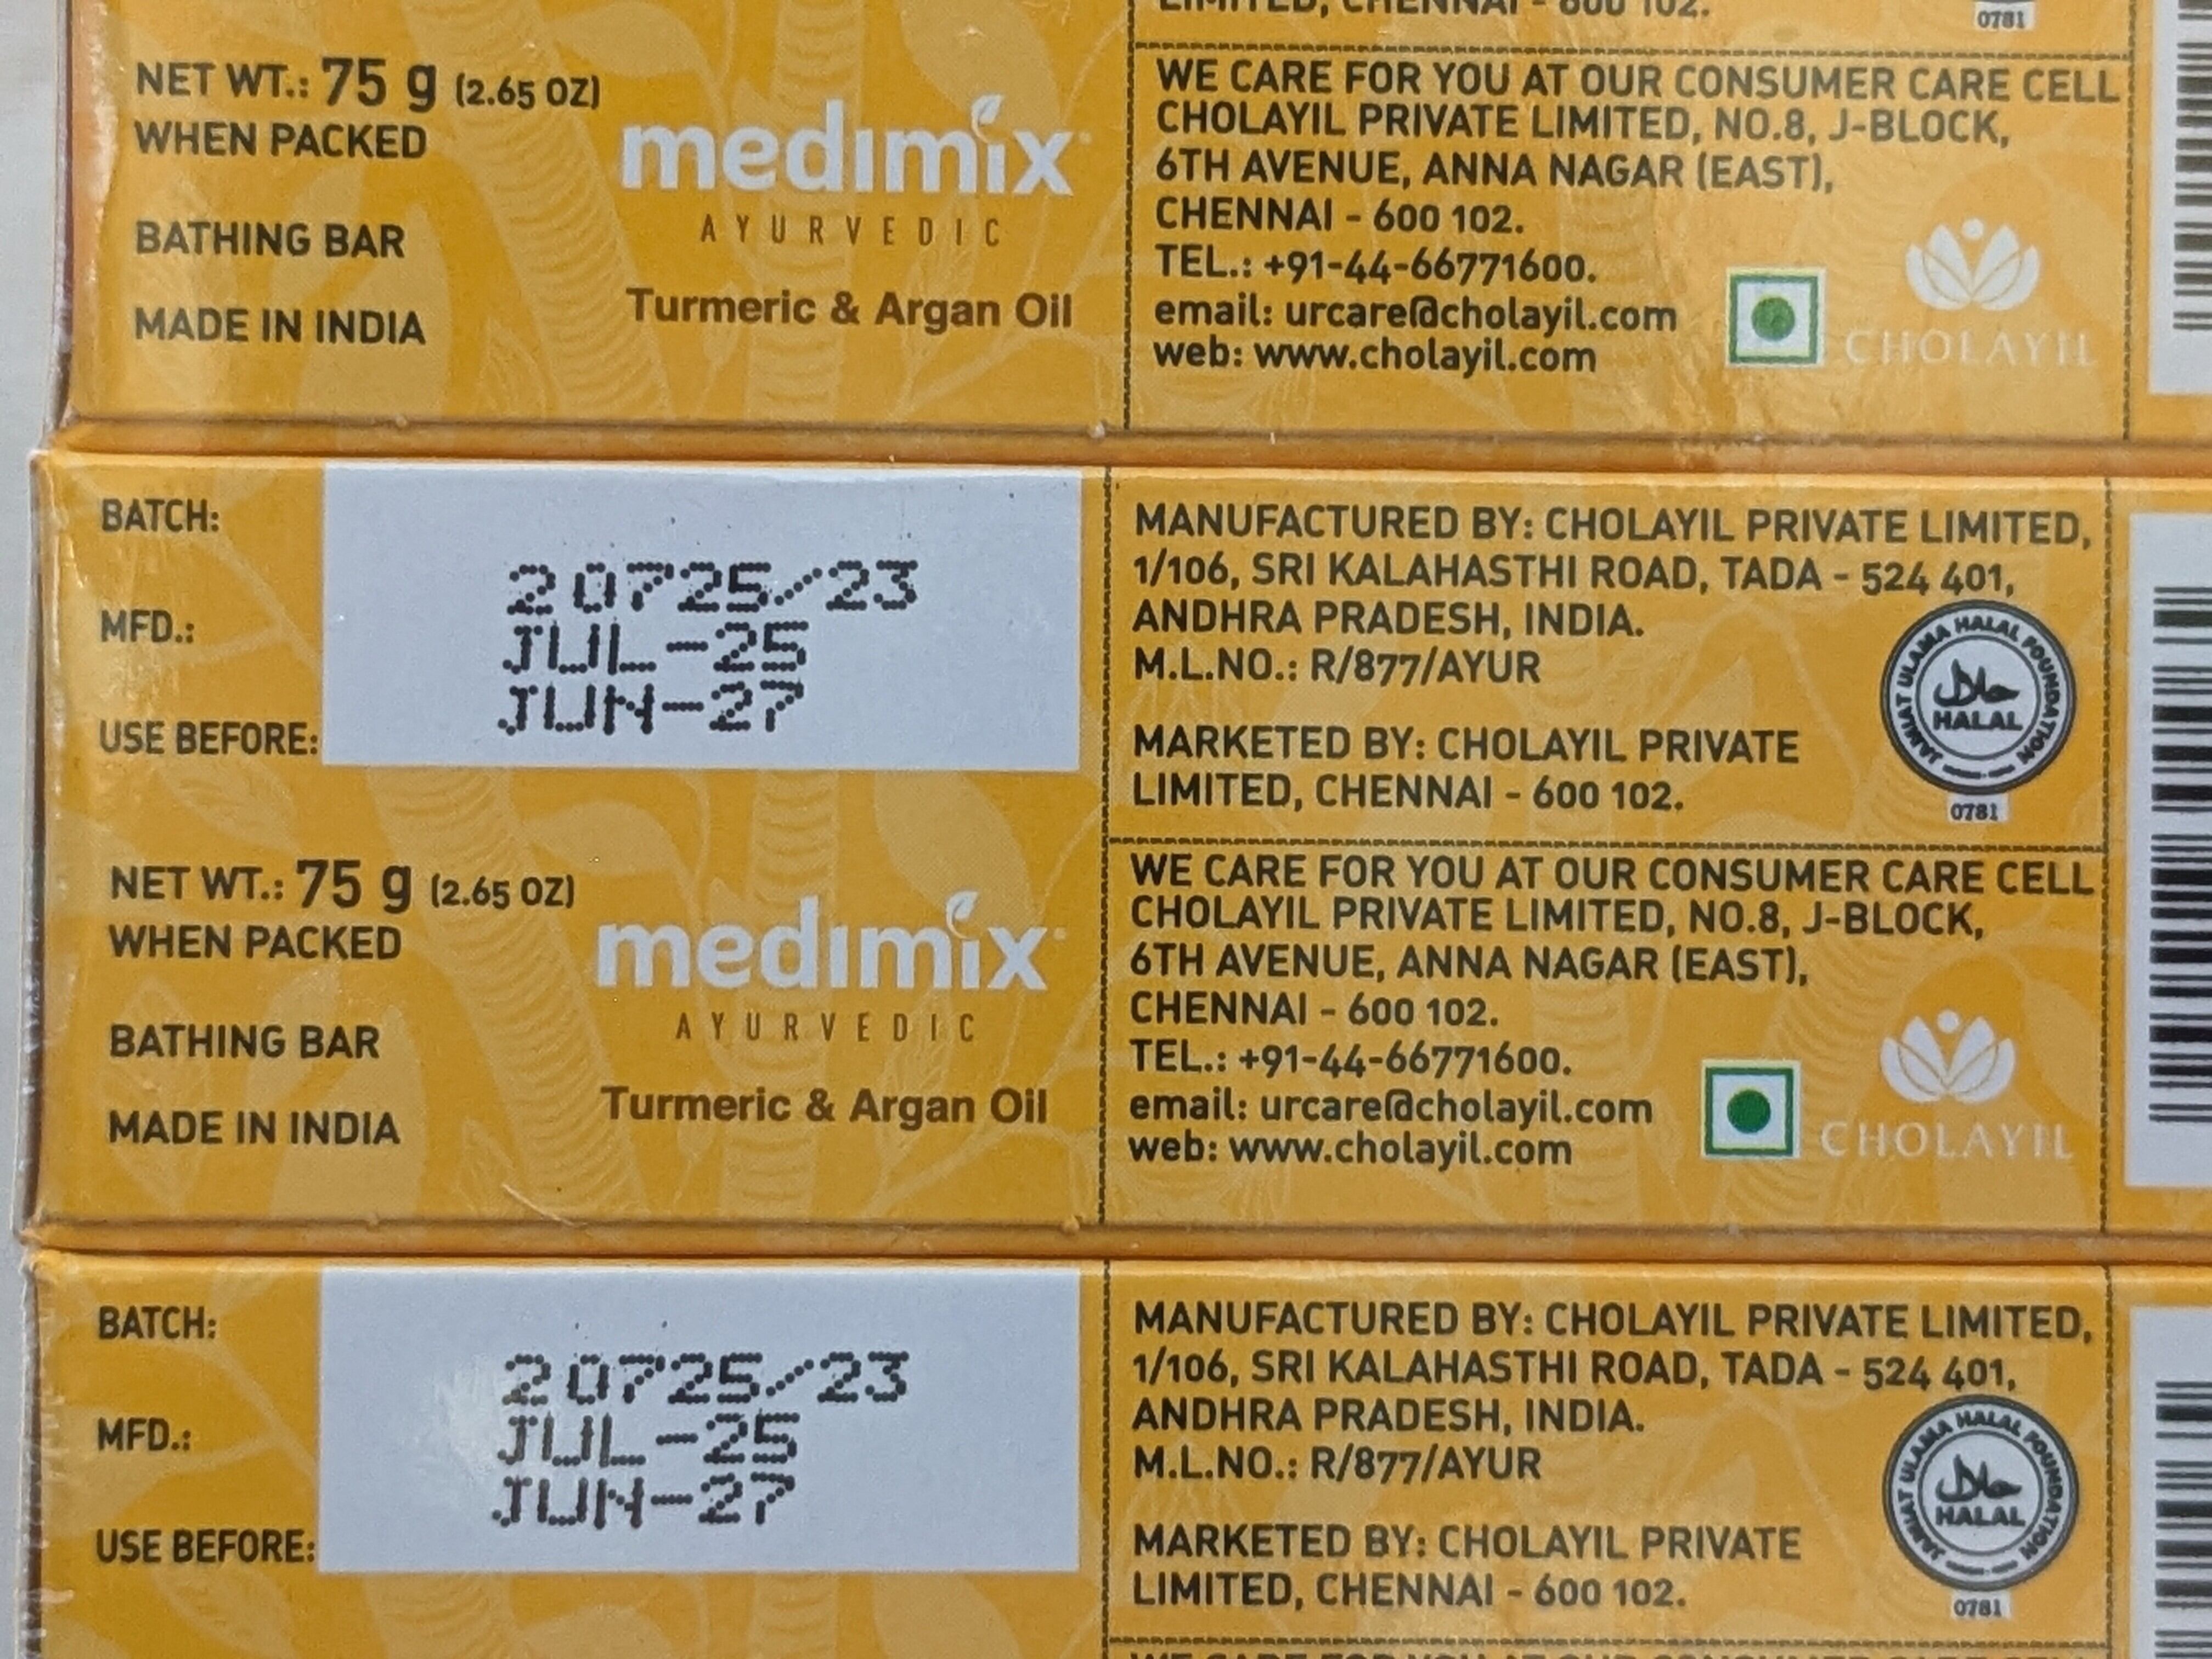 LIMITED, CHENNAI - 600 102.
0781
NET WT.: 75 g (2.65 OZ)
WHEN PACKED
BATHING BAR
MADE IN INDIA
medimix
AYURVEDIC
Turmeric & Argan Oil
WE CARE FOR YOU AT OUR CONSUMER CARE CELL
CHOLAYIL PRIVATE LIMITED, NO.8, J-BLOCK,
6TH AVENUE, ANNA NAGAR (EAST),
CHENNAI - 600 102.
TEL.: +91-44-66771600.
email: urcare@cholayil.com
web: www.cholayil.com
CHOLAYIL
BATCH:
20725/23
MFD.:
JUL-25
USE BEFORE:
JUN-27
MANUFACTURED BY: CHOLAYIL PRIVATE LIMITED,
1/106, SRI KALAHASTHI ROAD, TADA - 524 401,
ANDHRA PRADESH, INDIA.
M.L.NO.: R/877/AYUR
MARKETED BY: CHOLAYIL PRIVATE
LIMITED, CHENNAI - 600 102.
JAMIAT ULAMA HALAL FOUNDATION
حلال
HALAL
0781
NET WT.: 75 g (2.65 OZ)
WHEN PACKED
BATHING BAR
MADE IN INDIA
medimix
AYURVEDIC
Turmeric & Argan Oil
WE CARE FOR YOU AT OUR CONSUMER CARE CELL
CHOLAYIL PRIVATE LIMITED, NO.8, J-BLOCK,
6TH AVENUE, ANNA NAGAR (EAST),
CHENNAI - 600 102.
TEL.: +91-44-66771600.
email: urcare@cholayil.com
web: www.cholayil.com
CHOLAYIL
BATCH:
20725/23
MFD.:
JUL-25
USE BEFORE:
JUN-27
MANUFACTURED BY: CHOLAYIL PRIVATE LIMITED,
1/106, SRI KALAHASTHI ROAD, TADA - 524 401,
ANDHRA PRADESH, INDIA.
M.L.NO.: R/877/AYUR
MARKETED BY: CHOLAYIL PRIVATE
LIMITED, CHENNAI - 600 102.
JAMIAT ULAMA HALAL FOUNDATION
حلال
HALAL
0781
WE CARE FOR YOU AT OUR CONSUMER CARE CELL